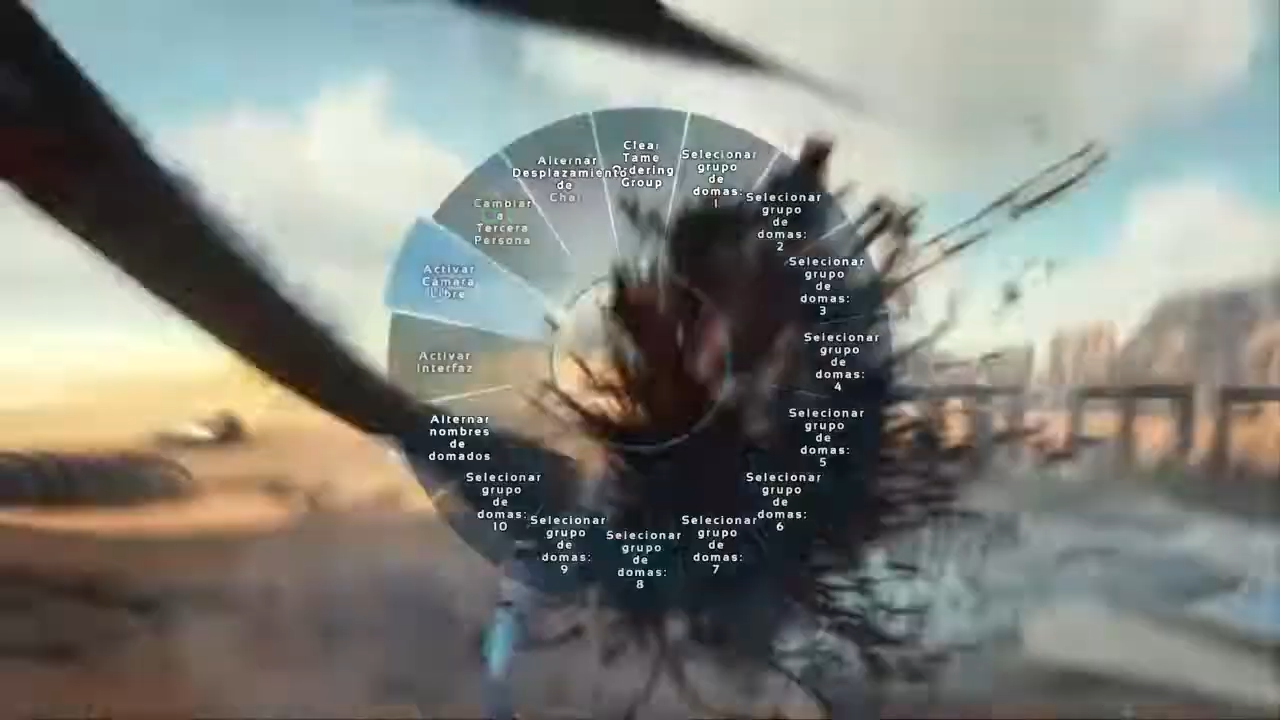 Clear
Tame
Ordering
Group
Selecionar
grupo
de
domas:
1
Selecionar
grupo
de
domas:
2
Selecionar
grupo
de
domas:
3
Selecionar
grupo
de
domas:
4
Selecionar
grupo
de
domas:
5
Selecionar
grupo
de
domas:
6
Selecionar
grupo
de
domas:
7
Selecionar
grupo
de
domas:
8
Selecionar
grupo
de
domas:
9
Selecionar
grupo
de
domas:
10
Alternar
nombres
de
domados
Activar
Interfaz
Activar
Cámara
Libre
Cambiar
a
Tercera
Persona
Alternar
Desplazamiento
de
Chat